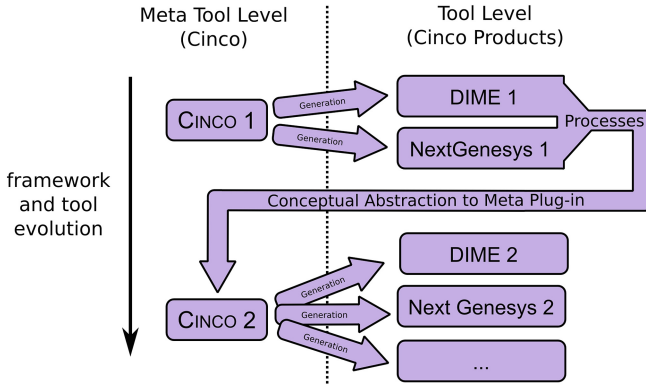 Meta Tool Level
(Cinco)
Tool Level
(Cinco Products)
framework
and tool
evolution
CINCO 1
Generation
Generation
DIME 1
NextGenesys 1
Processes
Conceptual Abstraction to Meta Plug-in
CINCO 2
Generation
Generation
Generation
DIME 2
Next Genesys 2
...